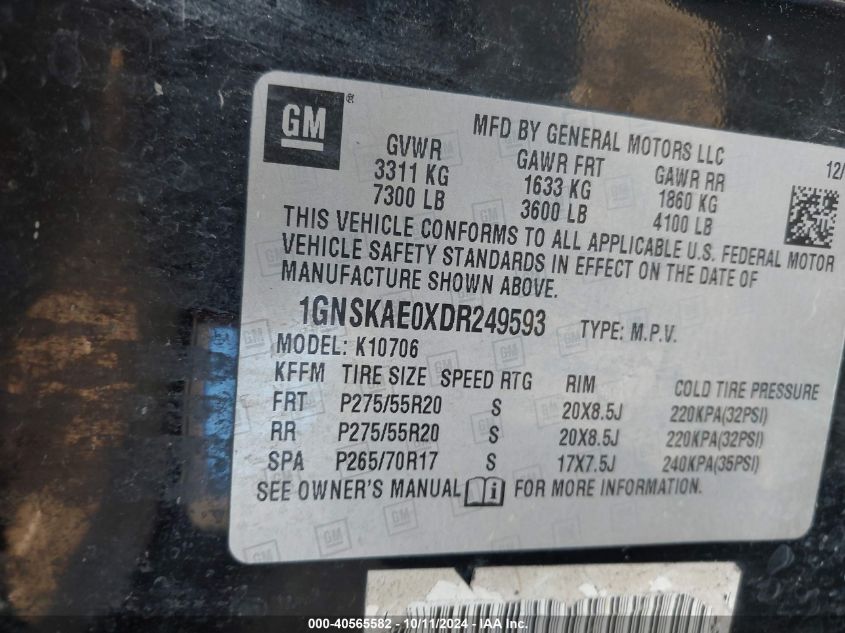 GM®
MFD BY GENERAL MOTORS LLC
12/
GVWR GAWR FRT GAWR RR
3311 KG 1633 KG 1860 KG
7300 LB 3600 LB 4100 LB
THIS VEHICLE CONFORMS TO ALL APPLICABLE U.S. FEDERAL MOTOR
VEHICLE SAFETY STANDARDS IN EFFECT ON THE DATE OF
MANUFACTURE SHOWN ABOVE.
1GNSKAE0XDR249593 TYPE: M.P.V.
MODEL: K10706
KFFM TIRE SIZE SPEED RTG RIM COLD TIRE PRESSURE
FRT P275/55R20 S 20X8.5J 220KPA(32PSI)
RR P275/55R20 S 20X8.5J 220KPA(32PSI)
SPA P265/70R17 S 17X7.5J 240KPA(35PSI)
SEE OWNER'S MANUAL FOR MORE INFORMATION.
000-40565582 - 10/11/2024 - www.iaai.com.